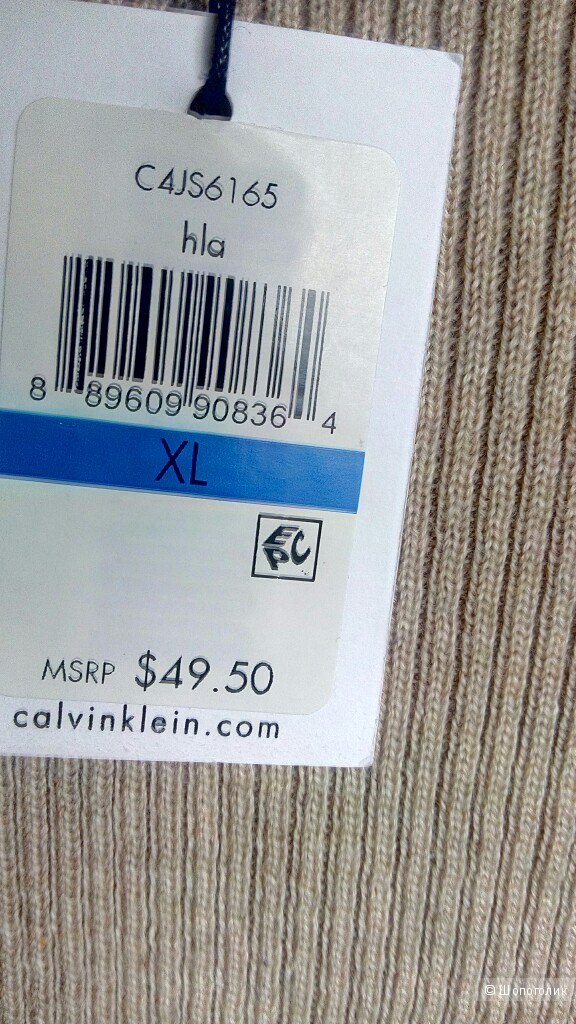 C4JS6165
hla
8 89609 90836 4
XL
EPC
MSRP $49.50
calvinklein.com
© Шопоголик